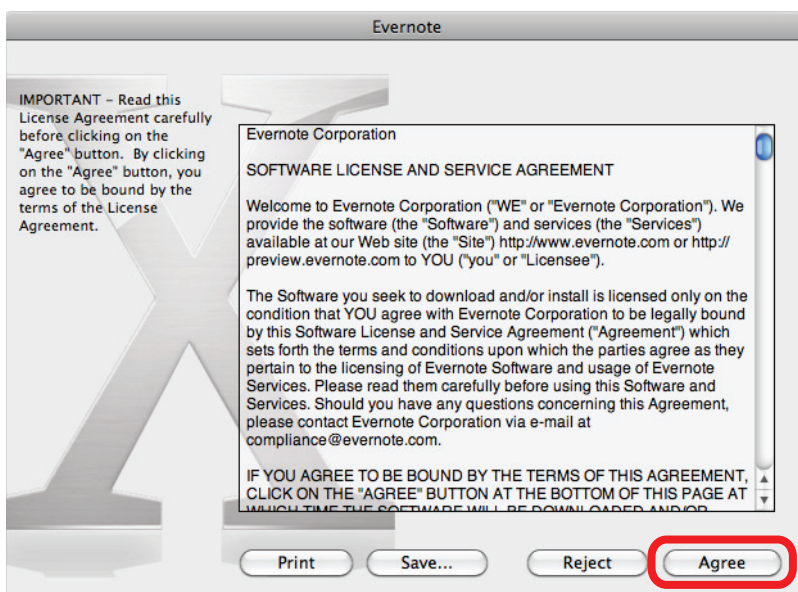 Evernote
IMPORTANT – Read this
License Agreement carefully
before clicking on the
"Agree" button.  By clicking
on the "Agree" button, you
agree to be bound by the
terms of the License
Agreement.
Evernote Corporation
SOFTWARE LICENSE AND SERVICE AGREEMENT
Welcome to Evernote Corporation ("WE" or "Evernote Corporation"). We
provide the software (the "Software") and services (the "Services")
available at our Web site (the "Site") http://www.evernote.com or http://
preview.evernote.com to YOU ("you" or "Licensee").
The Software you seek to download and/or install is licensed only on the
condition that YOU agree with Evernote Corporation to be legally bound
by this Software License and Service Agreement ("Agreement") which
sets forth the terms and conditions upon which the parties agree as they
pertain to the licensing of Evernote Software and usage of Evernote
Services. Please read them carefully before using this Software and
Services. Should you have any questions concerning this Agreement,
please contact Evernote Corporation via e-mail at
compliance@evernote.com.
IF YOU AGREE TO BE BOUND BY THE TERMS OF THIS AGREEMENT,
CLICK ON THE "AGREE" BUTTON AT THE BOTTOM OF THIS PAGE AT
WHICH TIME THE SOFTWARE WILL BE DOWNLOADED AND/OR
Print Save... Reject Agree